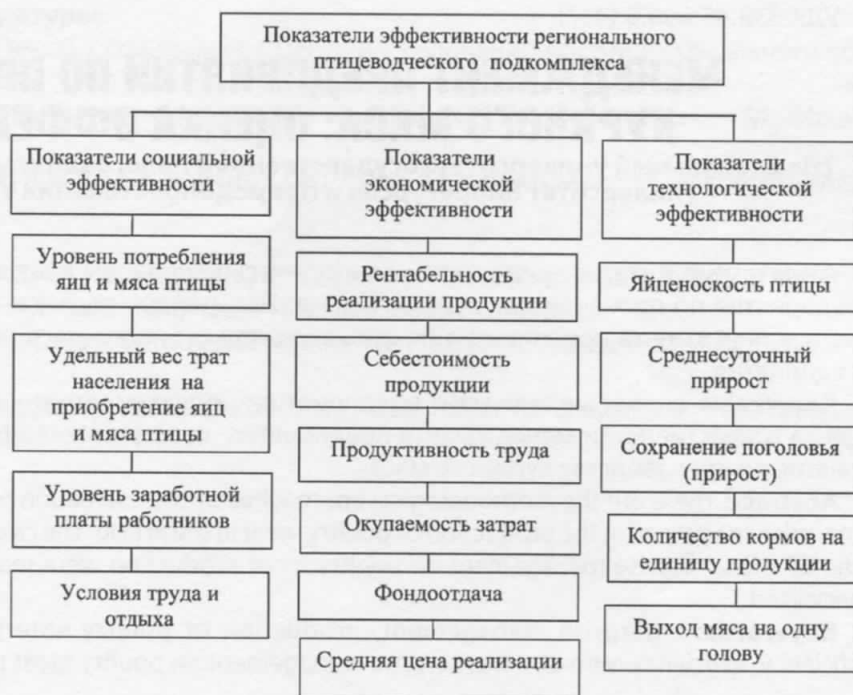 Показатели эффективности регионального
птицеводческого подкомплекса
Показатели социальной
эффективности
Уровень потребления
яиц и мяса птицы
Удельный вес трат
населения на
приобретение яиц
и мяса птицы
Уровень заработной
платы работников
Условия труда и
отдыха
Показатели
экономической
эффективности
Рентабельность
реализации продукции
Себестоимость
продукции
Продуктивность труда
Окупаемость затрат
Фондоотдача
Средняя цена реализации
Показатели
технологической
эффективности
Яйценоскость птицы
Среднесуточный
прирост
Сохранение поголовья
(прирост)
Количество кормов на
единицу продукции
Выход мяса на одну
голову